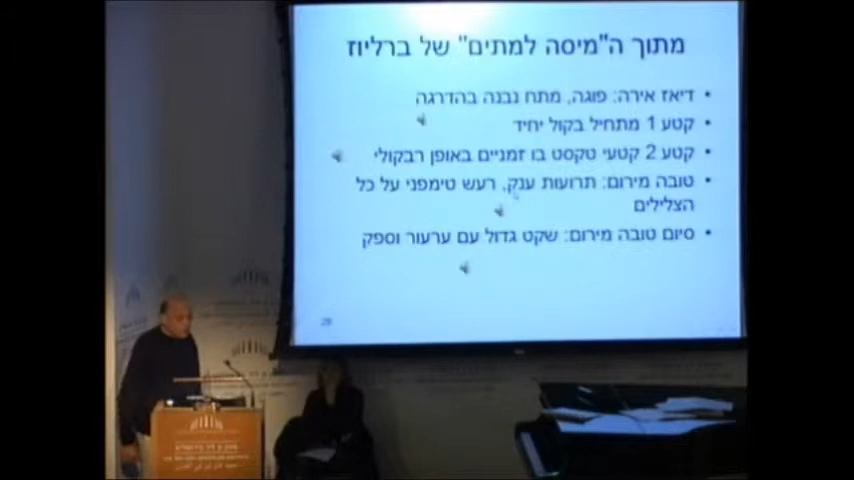 מתוך ה"מיסה למתים" של ברליוז
• דיאז אירה: פוגה, מתח נבנה בהדרגה
• קטע 1 מתחיל בקול יחיד
• קטע 2 קטעי טקסט בו זמניים באופן רבקולי
• טובה מירום: תרועות ענק, רעש טימפני על כל
הצלילים
• סיום טובה מירום: שקט גדול עם ערעור וספק